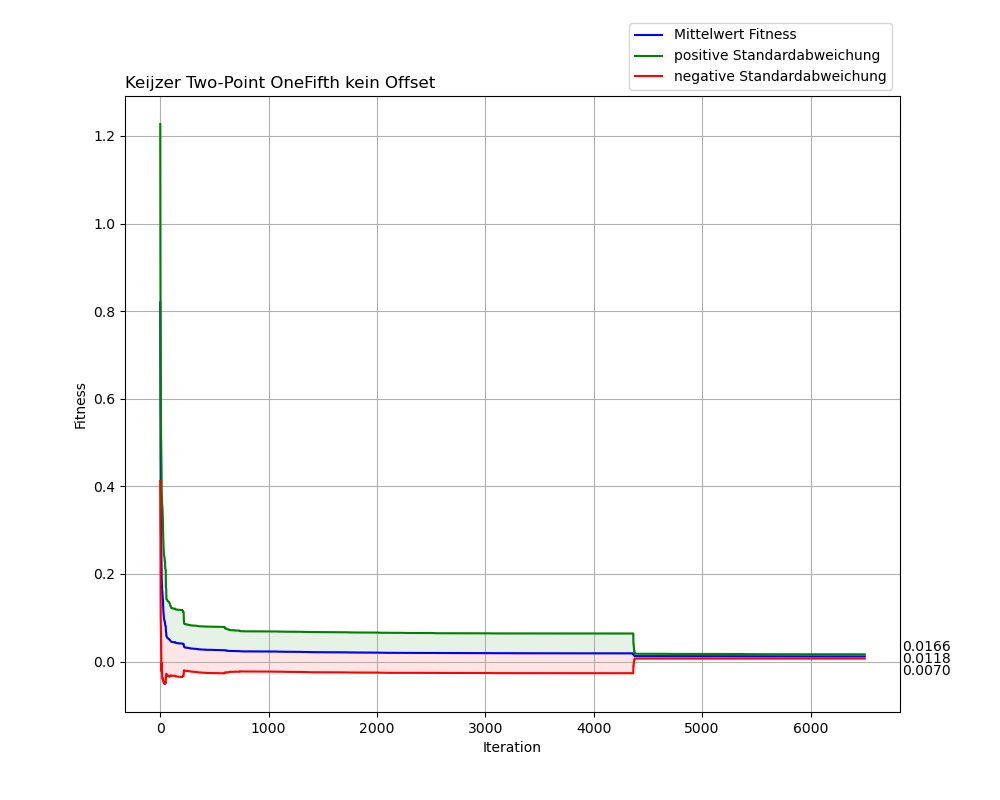 Mittelwert Fitness
positive Standardabweichung
negative Standardabweichung
Keijzer Two-Point OneFifth kein Offset
1.2
1.0
0.8
0.6
0.4
0.2
0.0
Fitness
0.0166
0.0118
0.0070
0 1000 2000 3000 4000 5000 6000
Iteration